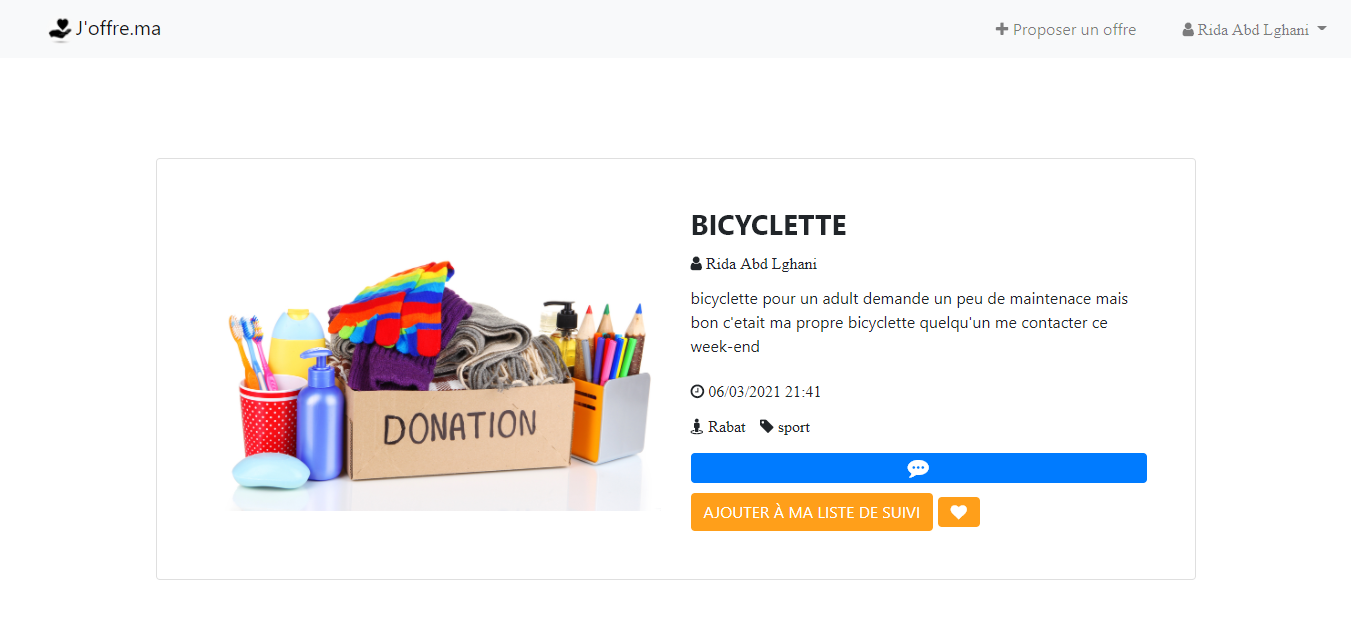 J'offre.ma
Proposer un offre
Rida Abd Lghani
BICYCLETTE
Rida Abd Lghani
bicyclette pour un adult demande un peu de maintenace mais
bon c'etait ma propre bicyclette quelqu'un me contacter ce
week-end
06/03/2021 21:41
Rabat sport
AJOUTER À MA LISTE DE SUIVI
DONATION